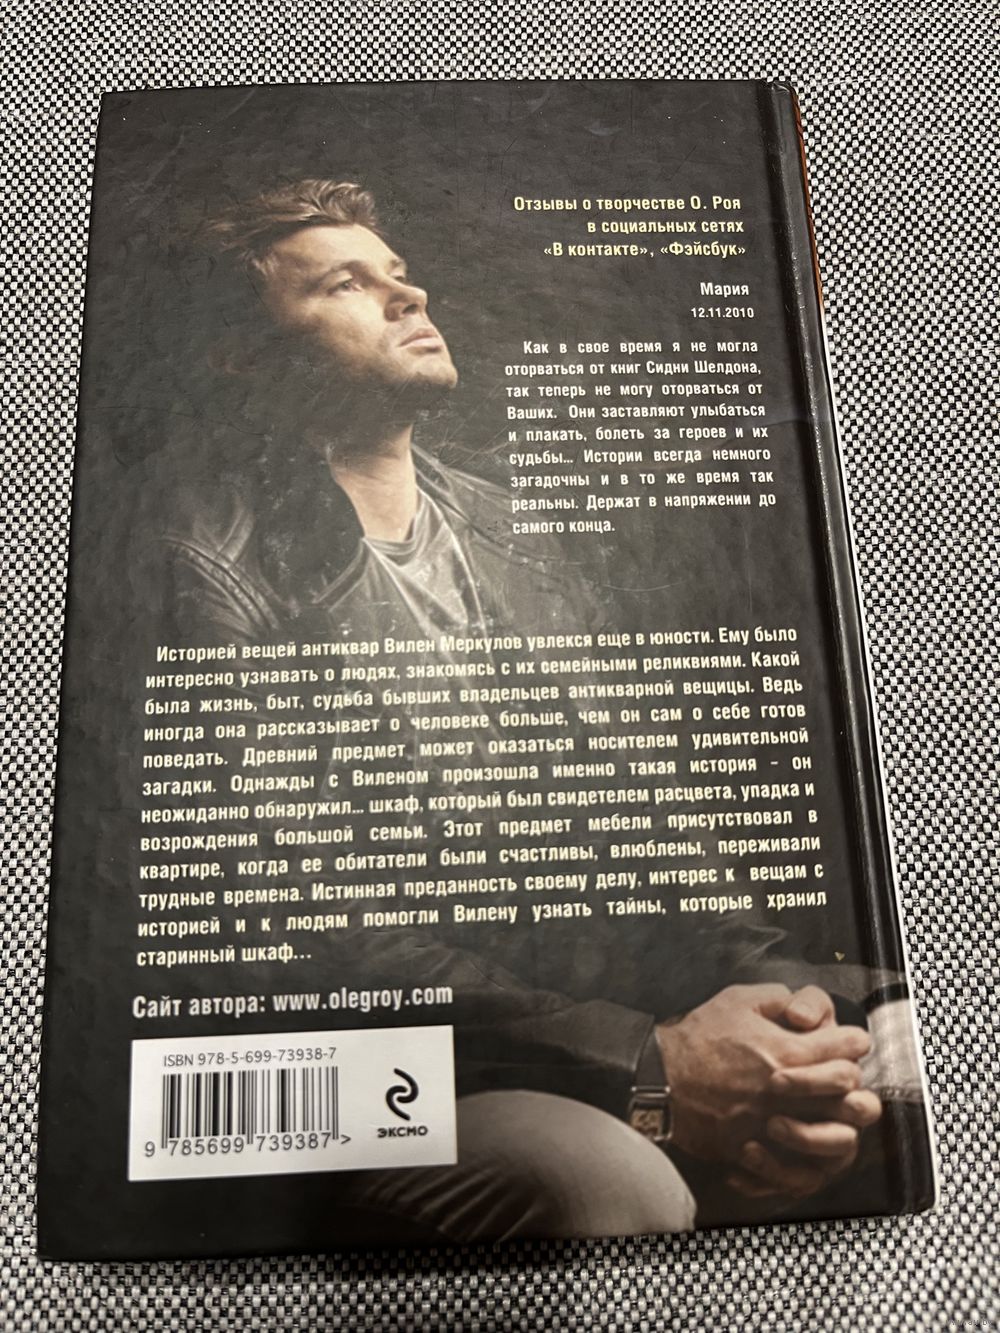 Отзывы о творчестве О. Роя
в социальных сетях
«В контакте», «Фэйсбук»
Мария
12.11.2010
Как в свое время я не могла
оторваться от книг Сидни Шелдона,
так теперь не могу оторваться от
Ваших. Они заставляют улыбаться
и плакать, болеть за героев и их
судьбы... Истории всегда немного
загадочны и в то же время так
реальны. Держат в напряжении до
самого конца.
Историей вещей антиквар Вилен Меркулов увлекся еще в юности. Ему было
интересно узнавать о людях, знакомясь с их семейными реликвиями. Какой
была жизнь, быт, судьба бывших владельцев антикварной вещицы. Ведь
иногда она рассказывает о человеке больше, чем он сам о себе готов
поведать. Древний предмет может оказаться носителем удивительной
загадки. Однажды с Виленом произошла именно такая история - он
неожиданно обнаружил... шкаф, который был свидетелем расцвета, упадка и
возрождения большой семьи. Этот предмет мебели присутствовал в
квартире, когда ее обитатели были счастливы, влюблены, переживали
трудные времена. Истинная преданность своему делу, интерес к вещам с
историей и к людям помогли Вилену узнать тайны, которые хранил
старинный шкаф...
Сайт автора: www.olegroy.com
ISBN 978-5-699-73938-7
9 785699 739387 >
ЭКСМО